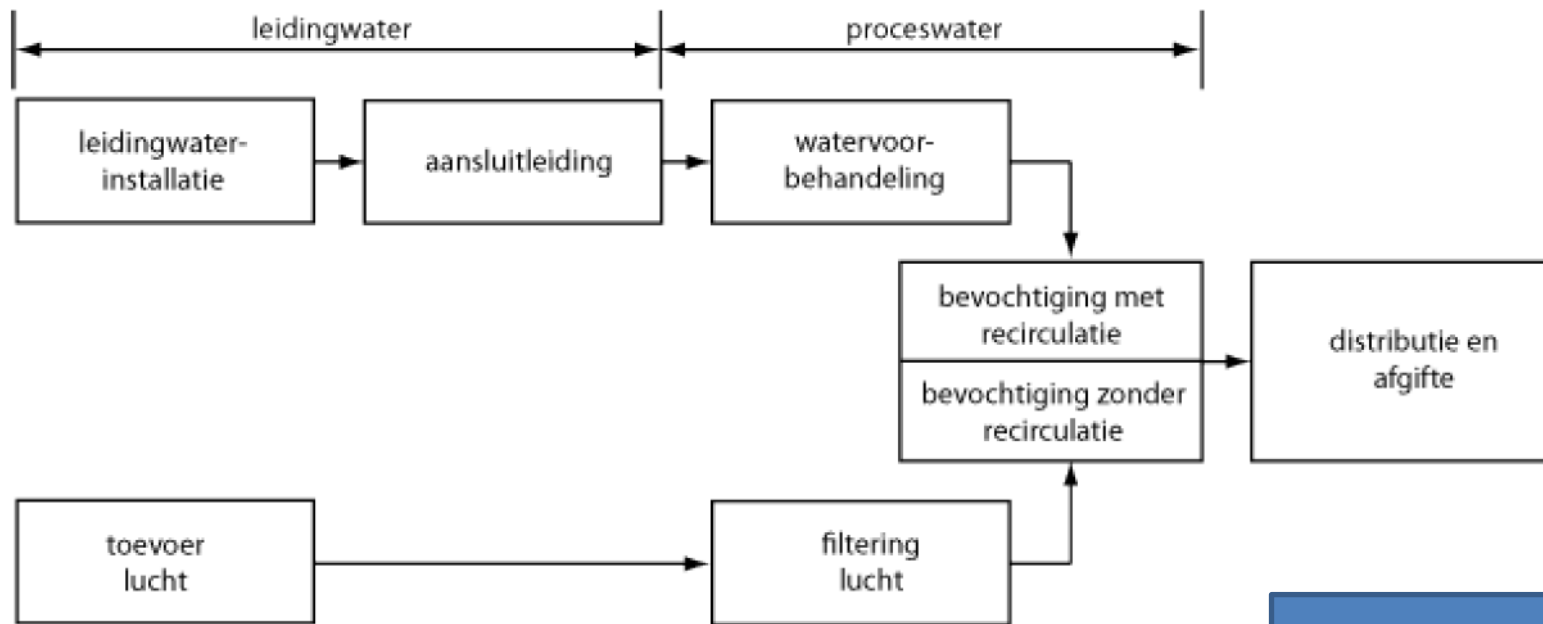 leidingwater
proceswater
leidingwater-
installatie
aansluitleiding
watervoor-
behandeling
bevochtiging met
recirculatie
bevochtiging zonder
recirculatie
distributie en
afgifte
toevoer
lucht
filtering
lucht